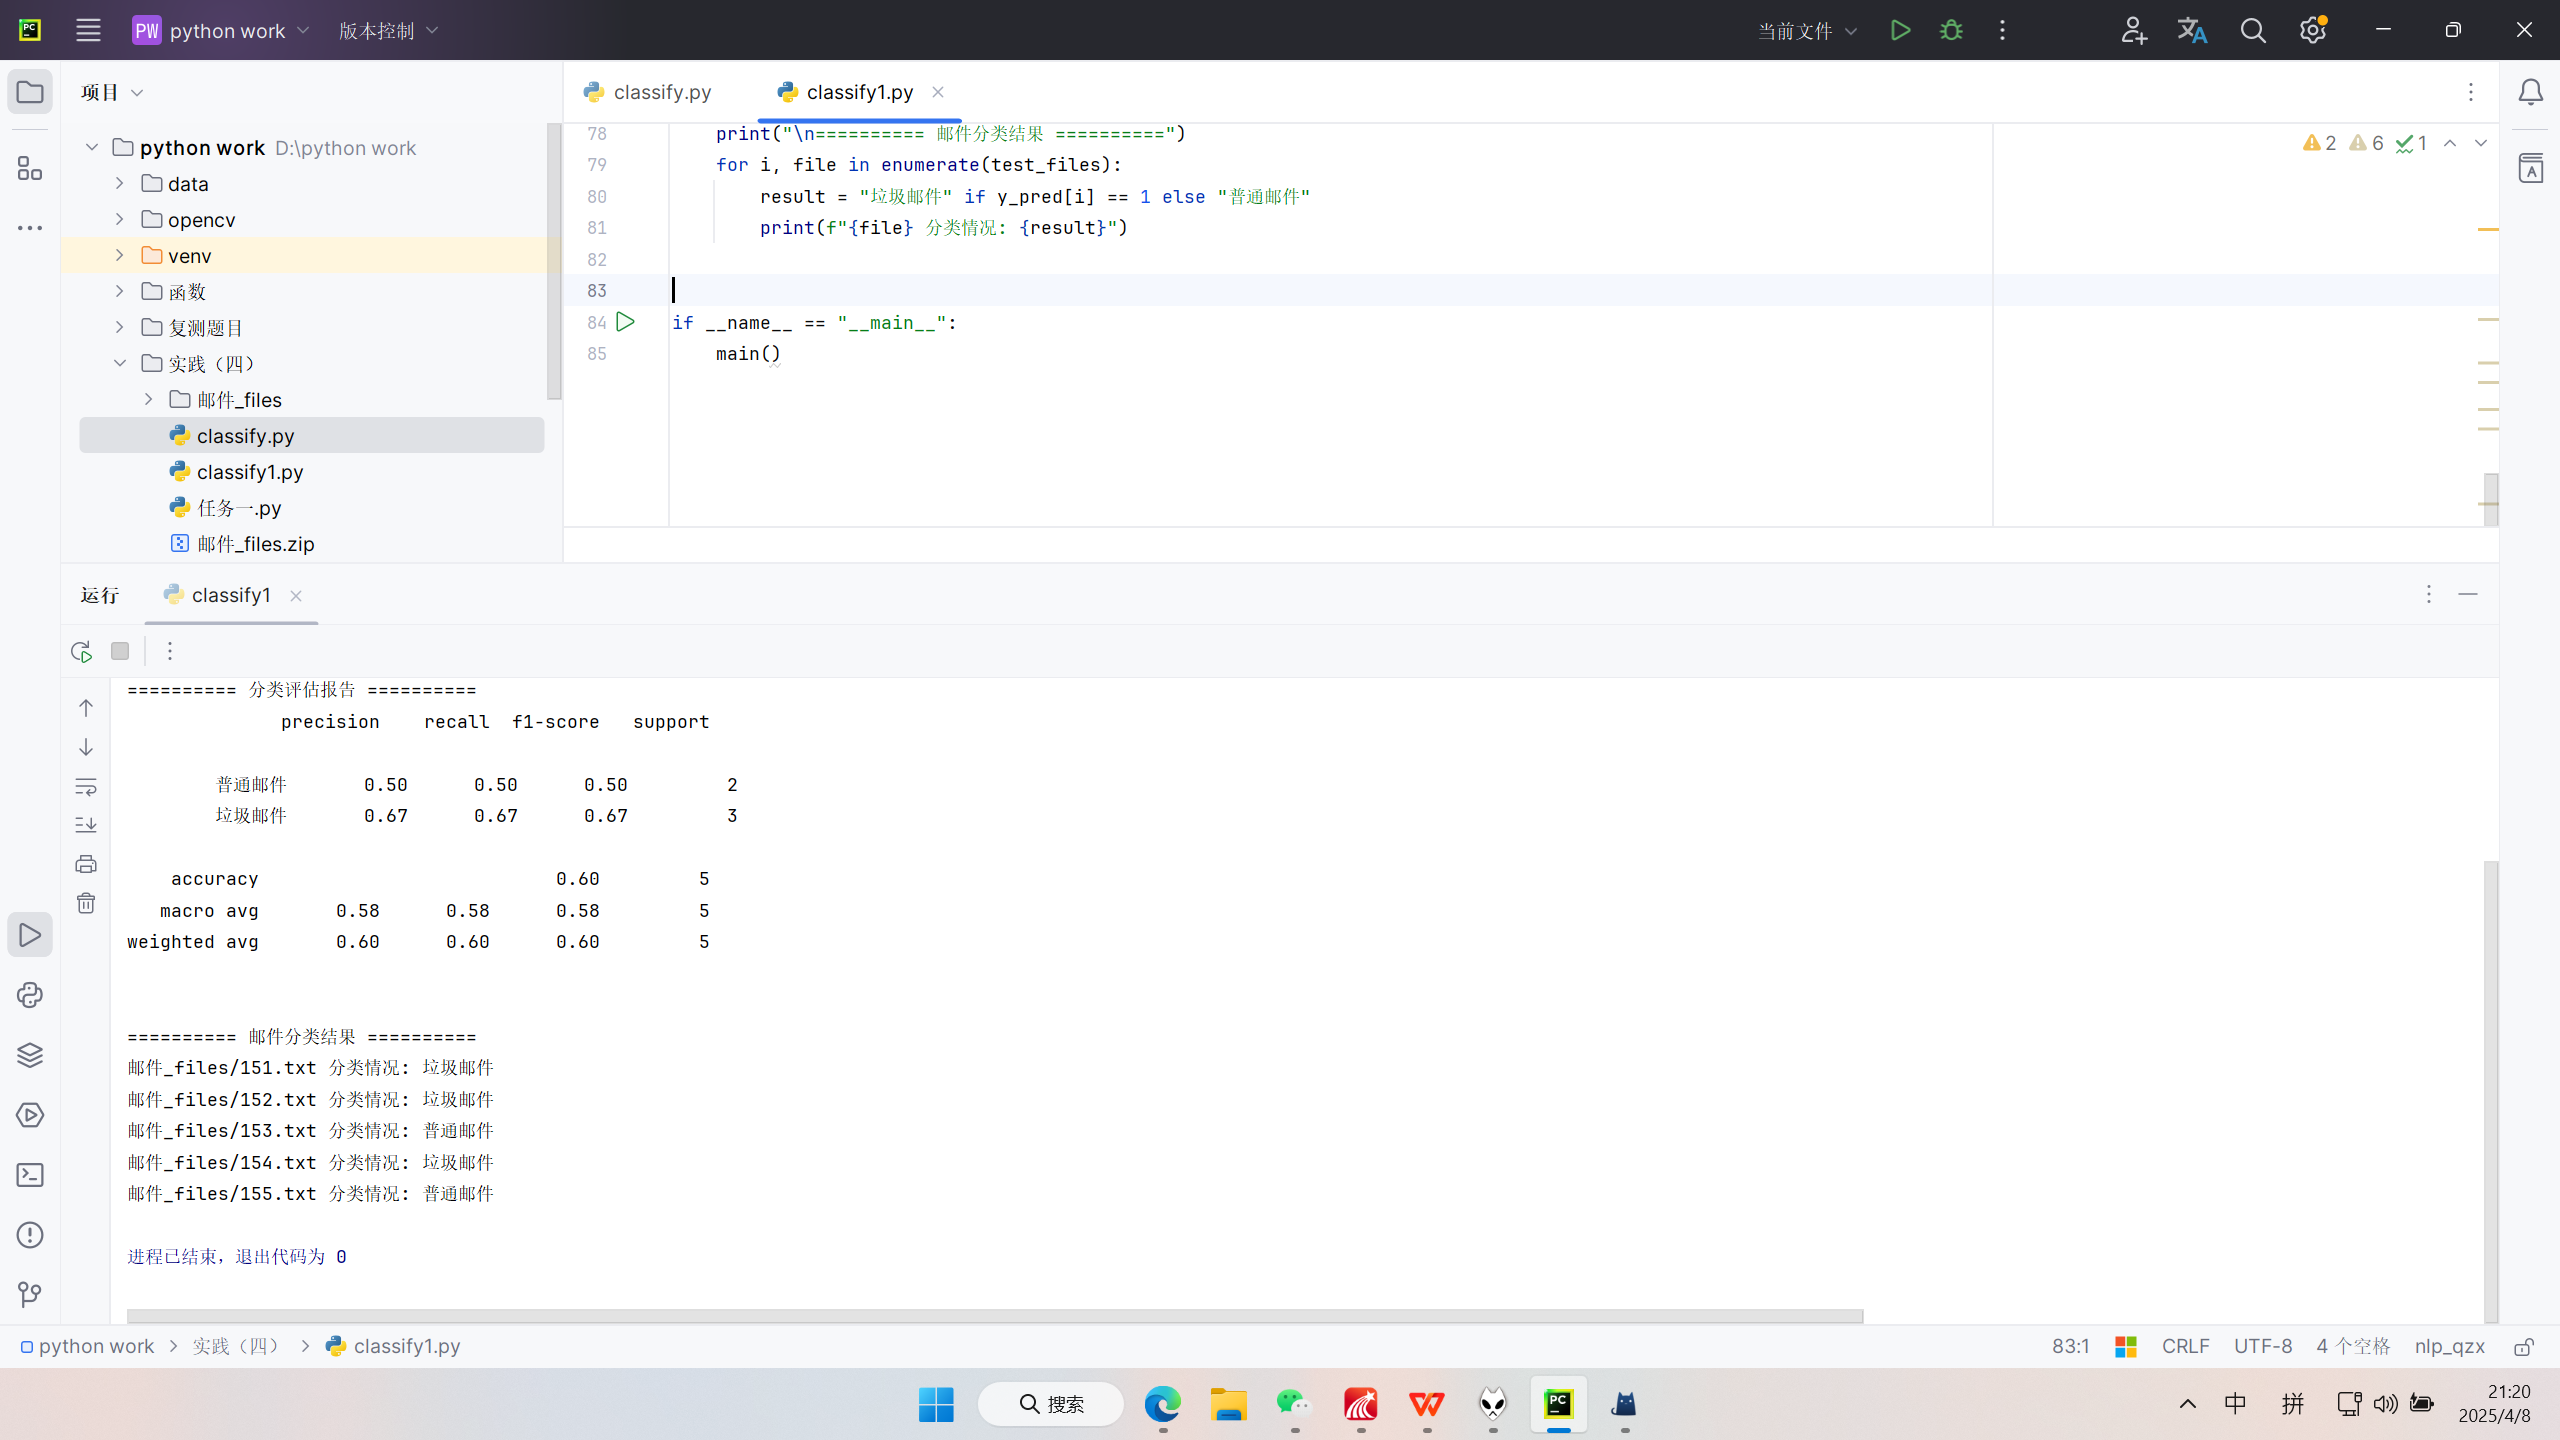 PC
PW python work 版本控制 当前文件
项目
classify.py
classify1.py
python work D:\python work
data
opencv
venv
函数
复测题目
实践（四）
邮件_files
classify.py
classify1.py
任务一.py
邮件_files.zip
2 6 1
78 print("\n========== 邮件分类结果 ==========")
79 for i, file in enumerate(test_files):
80 result = "垃圾邮件" if y_pred[i] == 1 else "普通邮件"
81 print(f"{file} 分类情况: {result}")
82
83
84 if __name__ == "__main__":
85 main()
运行 classify1
========== 分类评估报告 ==========
precision recall f1-score support
普通邮件 0.50 0.50 0.50 2
垃圾邮件 0.67 0.67 0.67 3
accuracy 0.60 5
macro avg 0.58 0.58 0.58 5
weighted avg 0.60 0.60 0.60 5
========== 邮件分类结果 ==========
邮件_files/151.txt 分类情况: 垃圾邮件
邮件_files/152.txt 分类情况: 垃圾邮件
邮件_files/153.txt 分类情况: 普通邮件
邮件_files/154.txt 分类情况: 垃圾邮件
邮件_files/155.txt 分类情况: 普通邮件
进程已结束，退出代码为 0
python work 实践（四） classify1.py 83:1 CRLF UTF-8 4 个空格 nlp_qzx
搜索
PC
中 拼
21:20
2025/4/8